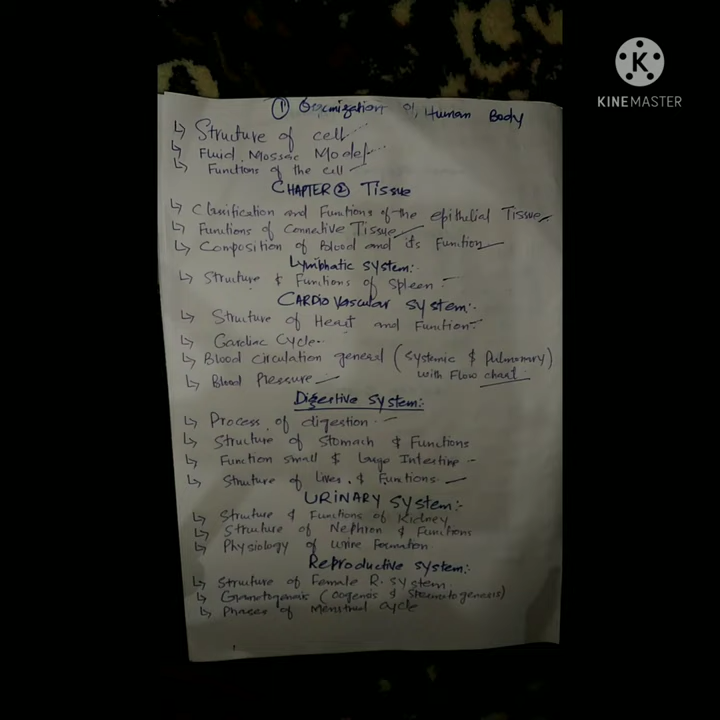 KINEMASTER
① Organization of Human Body
↳ Structure of cell
↳ Fluid Mossaic Model
↳ Functions of the cell
CHAPTER ② Tissue
↳ Classification and Functions of the epithelial Tissue
↳ Functions of Connative Tissue
↳ Composition of Blood and its Function
Lymphatic system:
↳ Structure & Functions of Spleen
CARDIO VASCULAR SYSTEM:-
↳ Structure of Heart and Function
↳ Cardiac Cycle
↳ Blood circulation general (Systemic & Pulmonary)
with Flow chart
↳ Blood Pressure
Digestive System:-
↳ Process of digestion
↳ Structure of Stomach & Functions
↳ Function small & large Intestine
↳ Structure of Liver & Functions
URINARY SYSTEM:-
↳ Structure & Functions of Kidney
↳ Structure of Nephron & Functions
↳ Physiology of urine Formation
Reproductive System:-
↳ Structure of Female R. System
↳ (Oogenesis & Spermatogenesis)
↳ Phases of Menstrual cycle